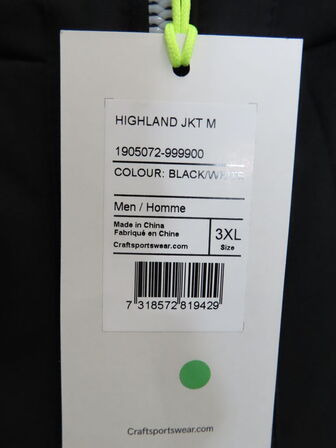 HIGHLAND JKT M
1905072-999900
COLOUR: BLACK/WHITE
Men / Homme
Made in China
Fabriqué en Chine
Craftsportswear.com
3XL
Size
7 318572 819429
Craftsportswear.com